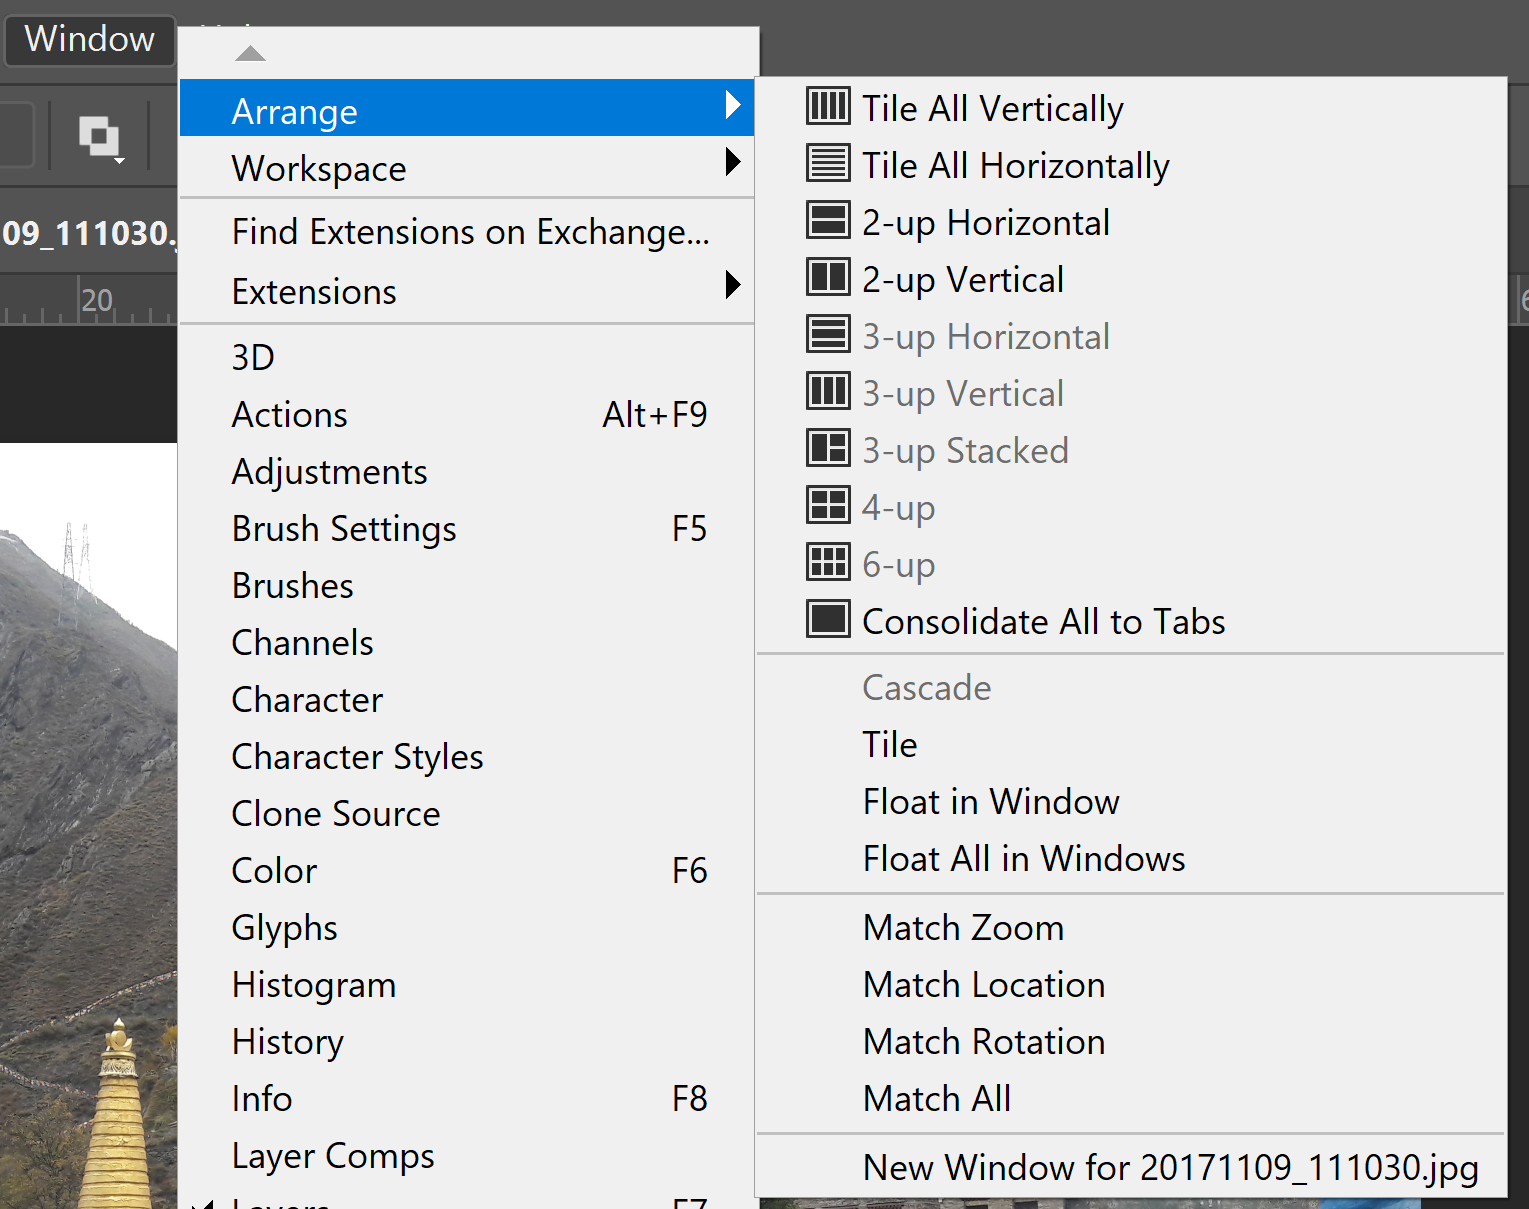 Window
09_111030.
20
Arrange
Workspace
Find Extensions on Exchange...
Extensions
3D
Actions Alt+F9
Adjustments
Brush Settings F5
Brushes
Channels
Character
Character Styles
Clone Source
Color F6
Glyphs
Histogram
History
Info F8
Layer Comps
Layers F7
Tile All Vertically
Tile All Horizontally
2-up Horizontal
2-up Vertical
3-up Horizontal
3-up Vertical
3-up Stacked
4-up
6-up
Consolidate All to Tabs
Cascade
Tile
Float in Window
Float All in Windows
Match Zoom
Match Location
Match Rotation
Match All
New Window for 20171109_111030.jpg